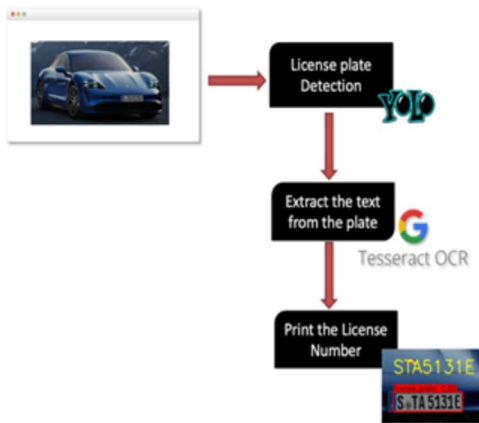 License plate
Detection
YOLO
Extract the text
from the plate
G
Tesseract OCR
Print the License
Number
STA5131E
S TA 5131E